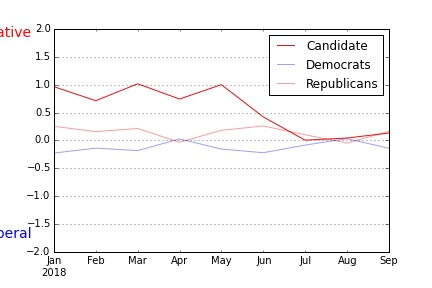 ative
2.0
1.5
1.0
0.5
0.0
−0.5
−1.0
−1.5
−2.0
peral
Candidate
Democrats
Republicans
Jan Feb Mar Apr May Jun Jul Aug Sep
2018